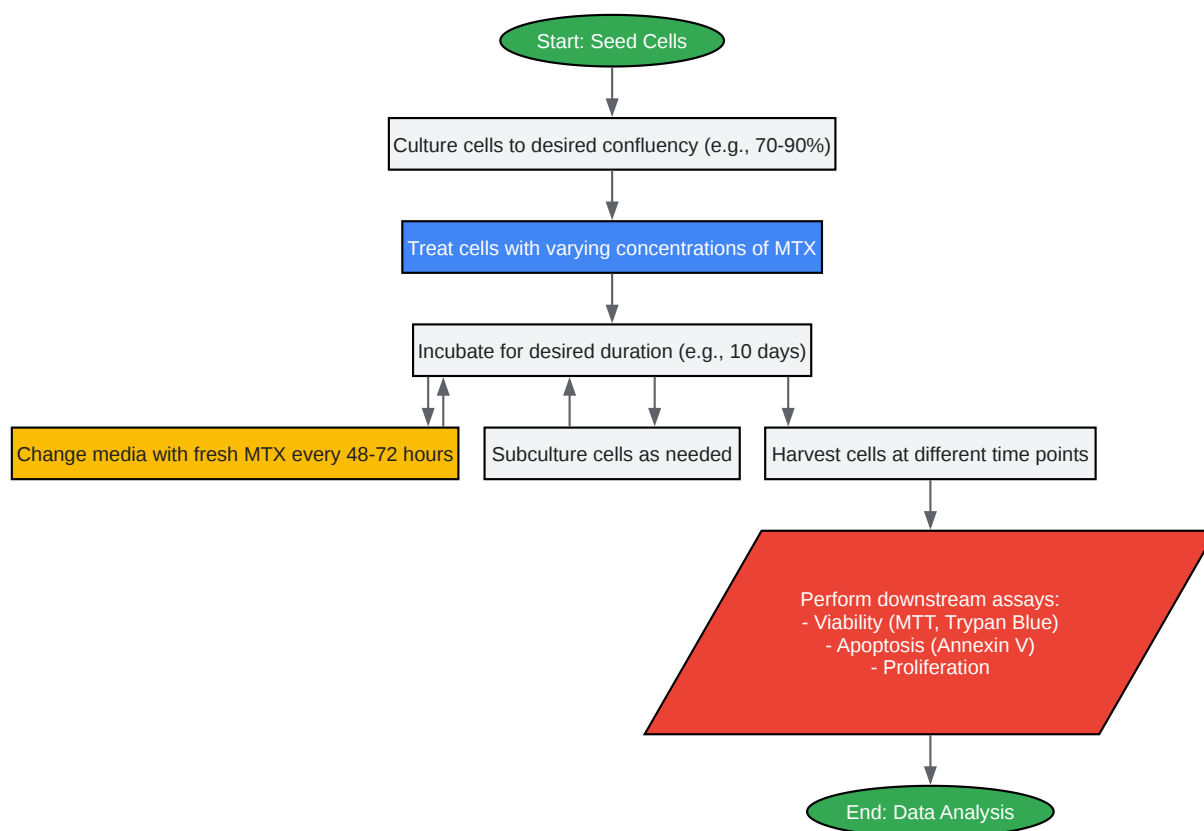 Start: Seed Cells
Culture cells to desired confluency (e.g., 70-90%)
Treat cells with varying concentrations of MTX
Incubate for desired duration (e.g., 10 days)
Change media with fresh MTX every 48-72 hours
Subculture cells as needed
Harvest cells at different time points
Perform downstream assays:
- Viability (MTT, Trypan Blue)
- Apoptosis (Annexin V)
- Proliferation
End: Data Analysis